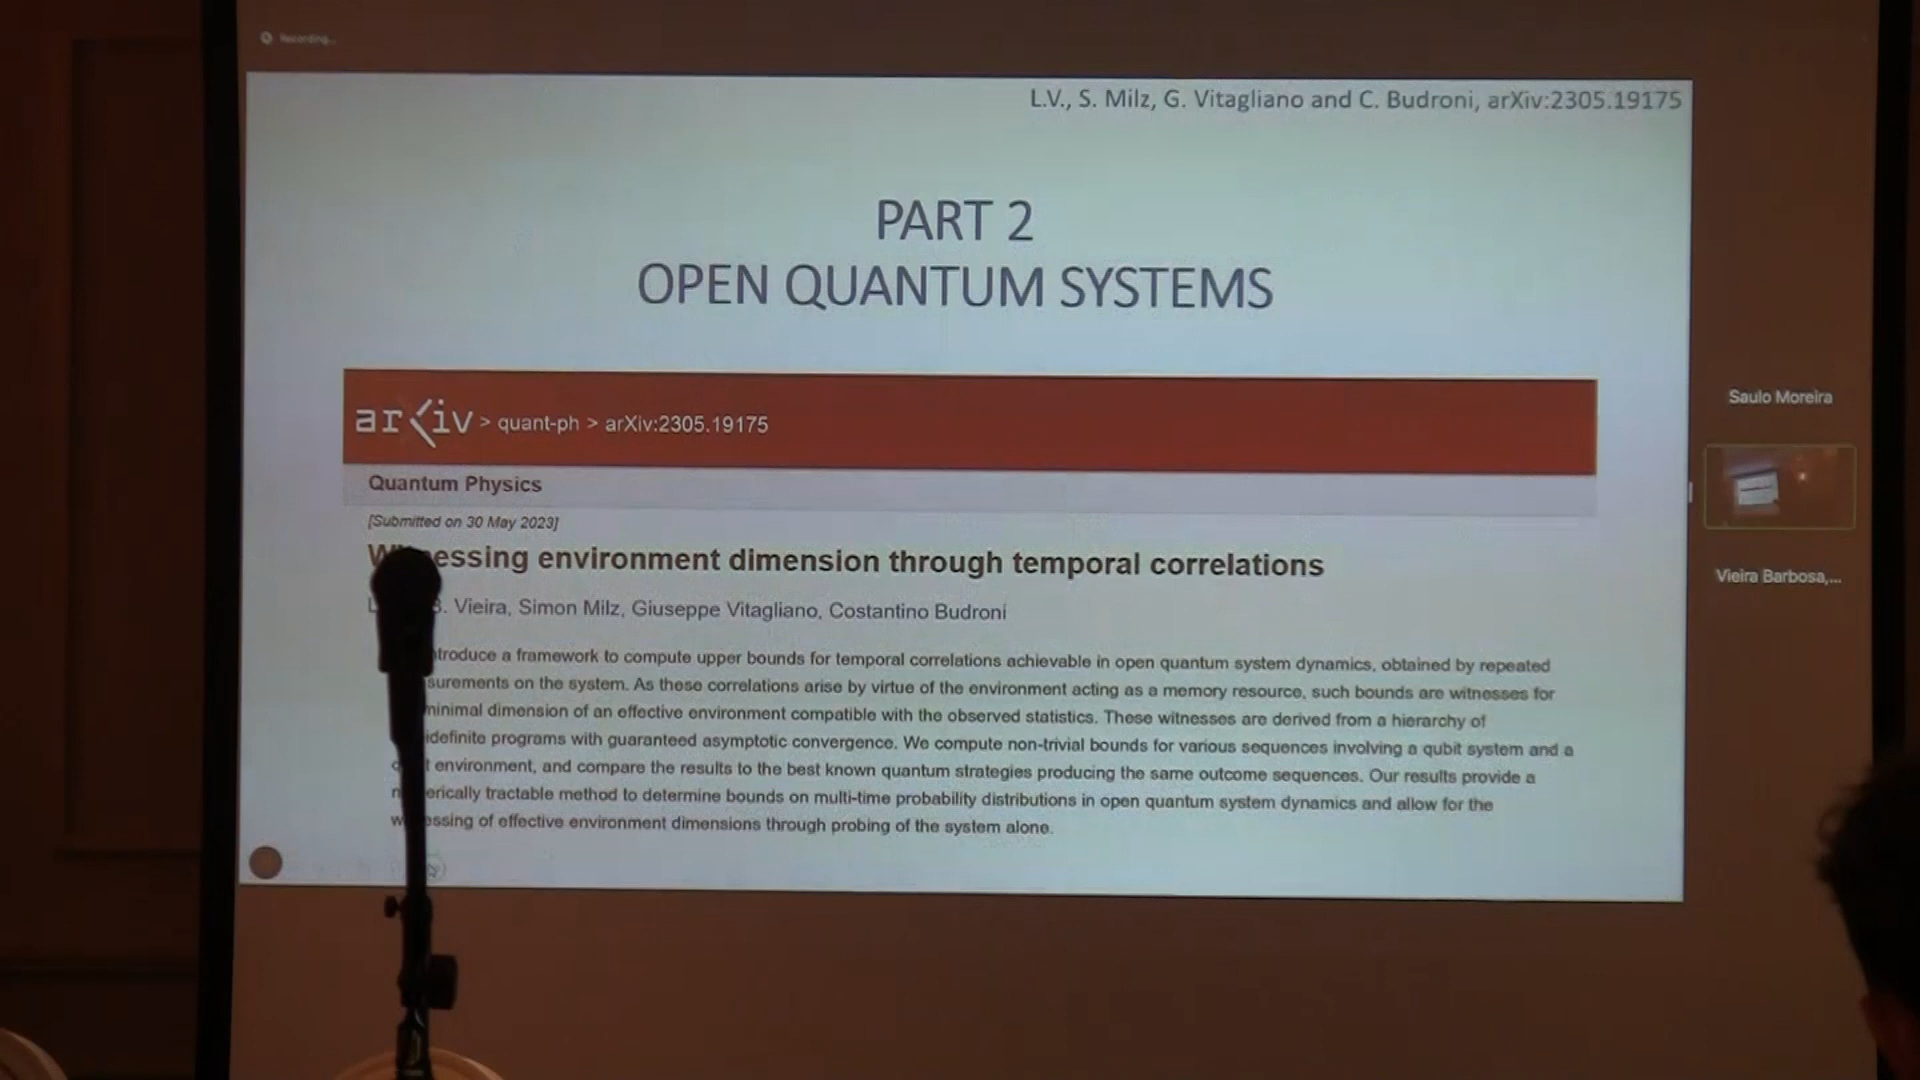 Recording...
L.V., S. Milz, G. Vitagliano and C. Budroni, arXiv:2305.19175
PART 2
OPEN QUANTUM SYSTEMS
arXiv > quant-ph > arXiv:2305.19175
Quantum Physics
[Submitted on 30 May 2023]
essing environment dimension through temporal correlations
B. Vieira, Simon Milz, Giuseppe Vitagliano, Costantino Budroni
troduce a framework to compute upper bounds for temporal correlations achievable in open quantum system dynamics, obtained by repeated
surements on the system. As these correlations arise by virtue of the environment acting as a memory resource, such bounds are witnesses for
minimal dimension of an effective environment compatible with the observed statistics. These witnesses are derived from a hierarchy of
idefinite programs with guaranteed asymptotic convergence. We compute non-trivial bounds for various sequences involving a qubit system and a
t environment, and compare the results to the best known quantum strategies producing the same outcome sequences. Our results provide a
erically tractable method to determine bounds on multi-time probability distributions in open quantum system dynamics and allow for the
essing of effective environment dimensions through probing of the system alone.
Saulo Moreira
Vieira Barbosa,...